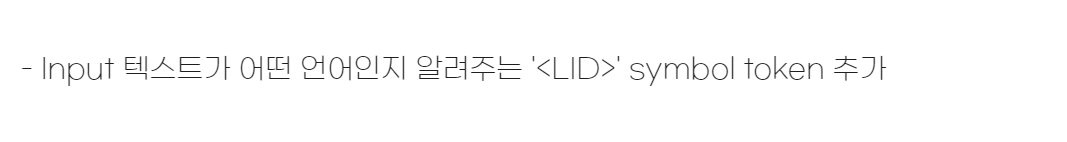 - Input 텍스트가 어떤 언어인지 알려주는 '<LID>' symbol token 추가